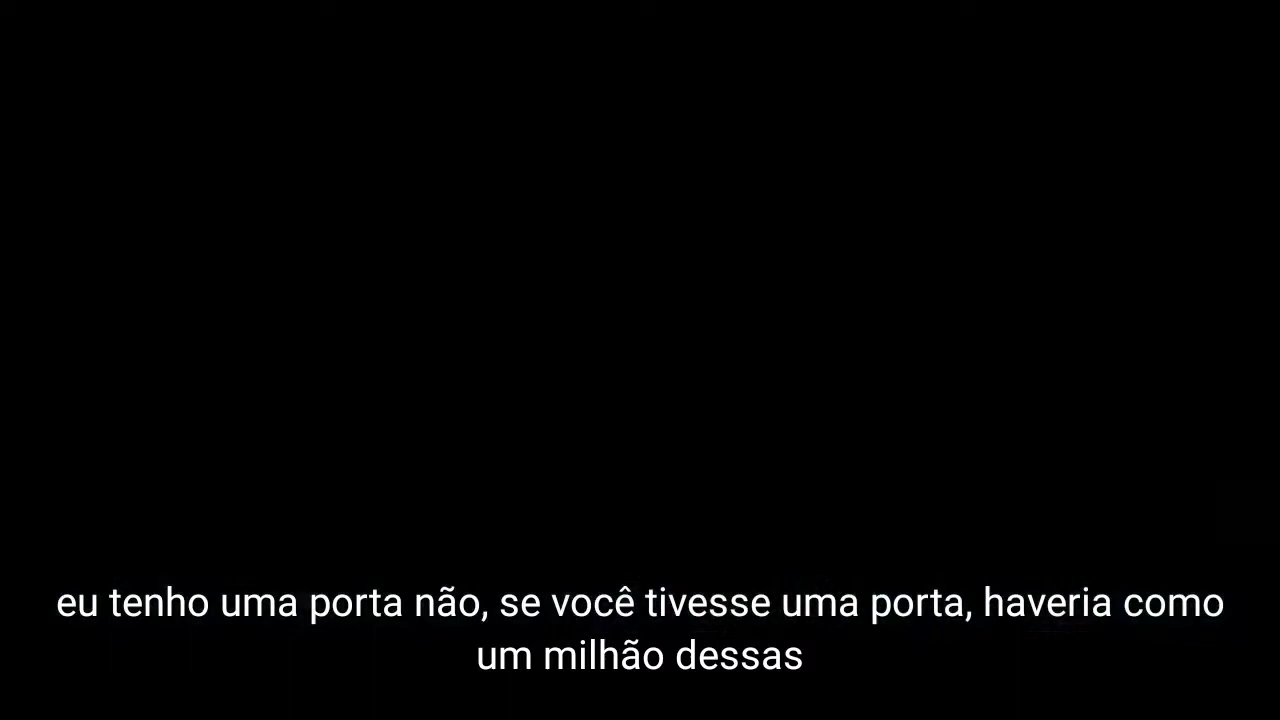 eu tenho uma porta não, se você tivesse uma porta, haveria como
um milhão dessas